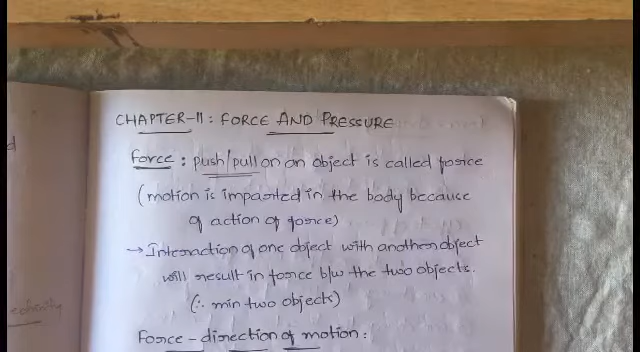 CHAPTER-11: FORCE AND PRESSURE
Force: push/pull on an object is called force
(motion is imparted in the body because
of action of force)
→ Interaction of one object with another object
will result in force b/w the two objects.
(∴ min two objects)
Force - direction of motion: